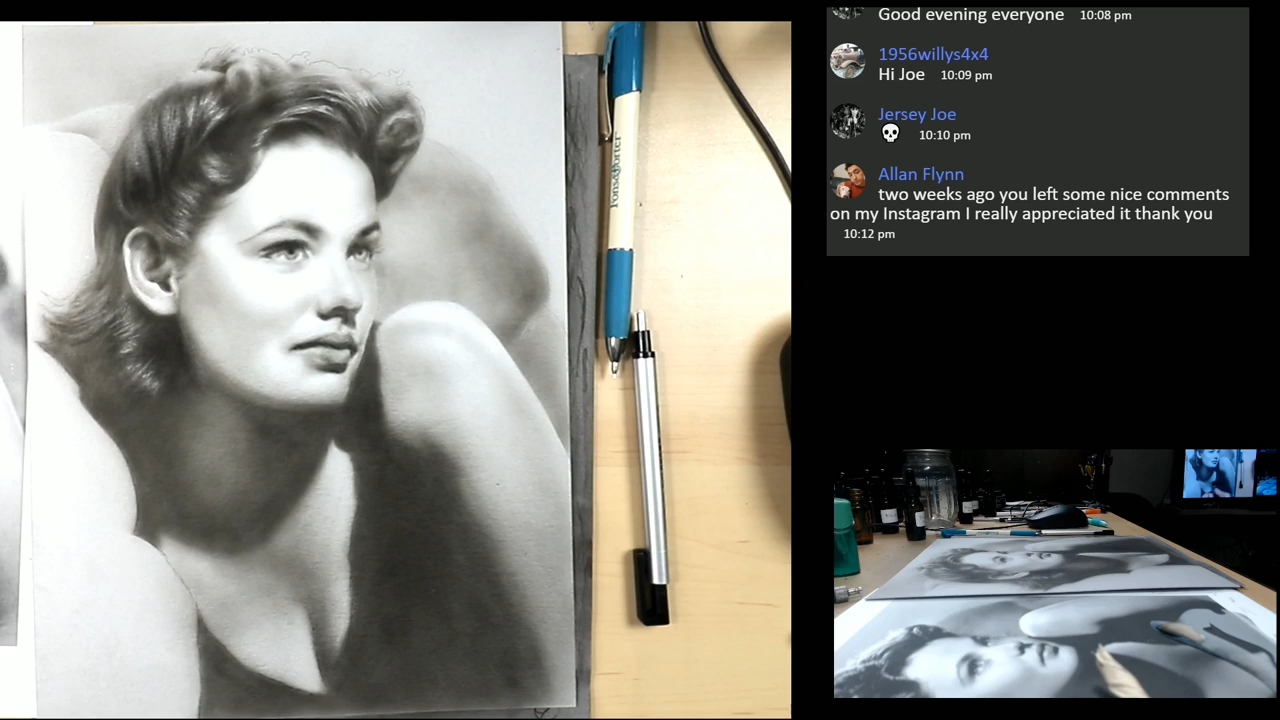 Good evening everyone 10:08 pm
1956willys4x4
Hi Joe 10:09 pm
Jersey Joe
💀 10:10 pm
Allan Flynn
two weeks ago you left some nice comments
on my Instagram I really appreciated it thank you
10:12 pm
Fons&Porter